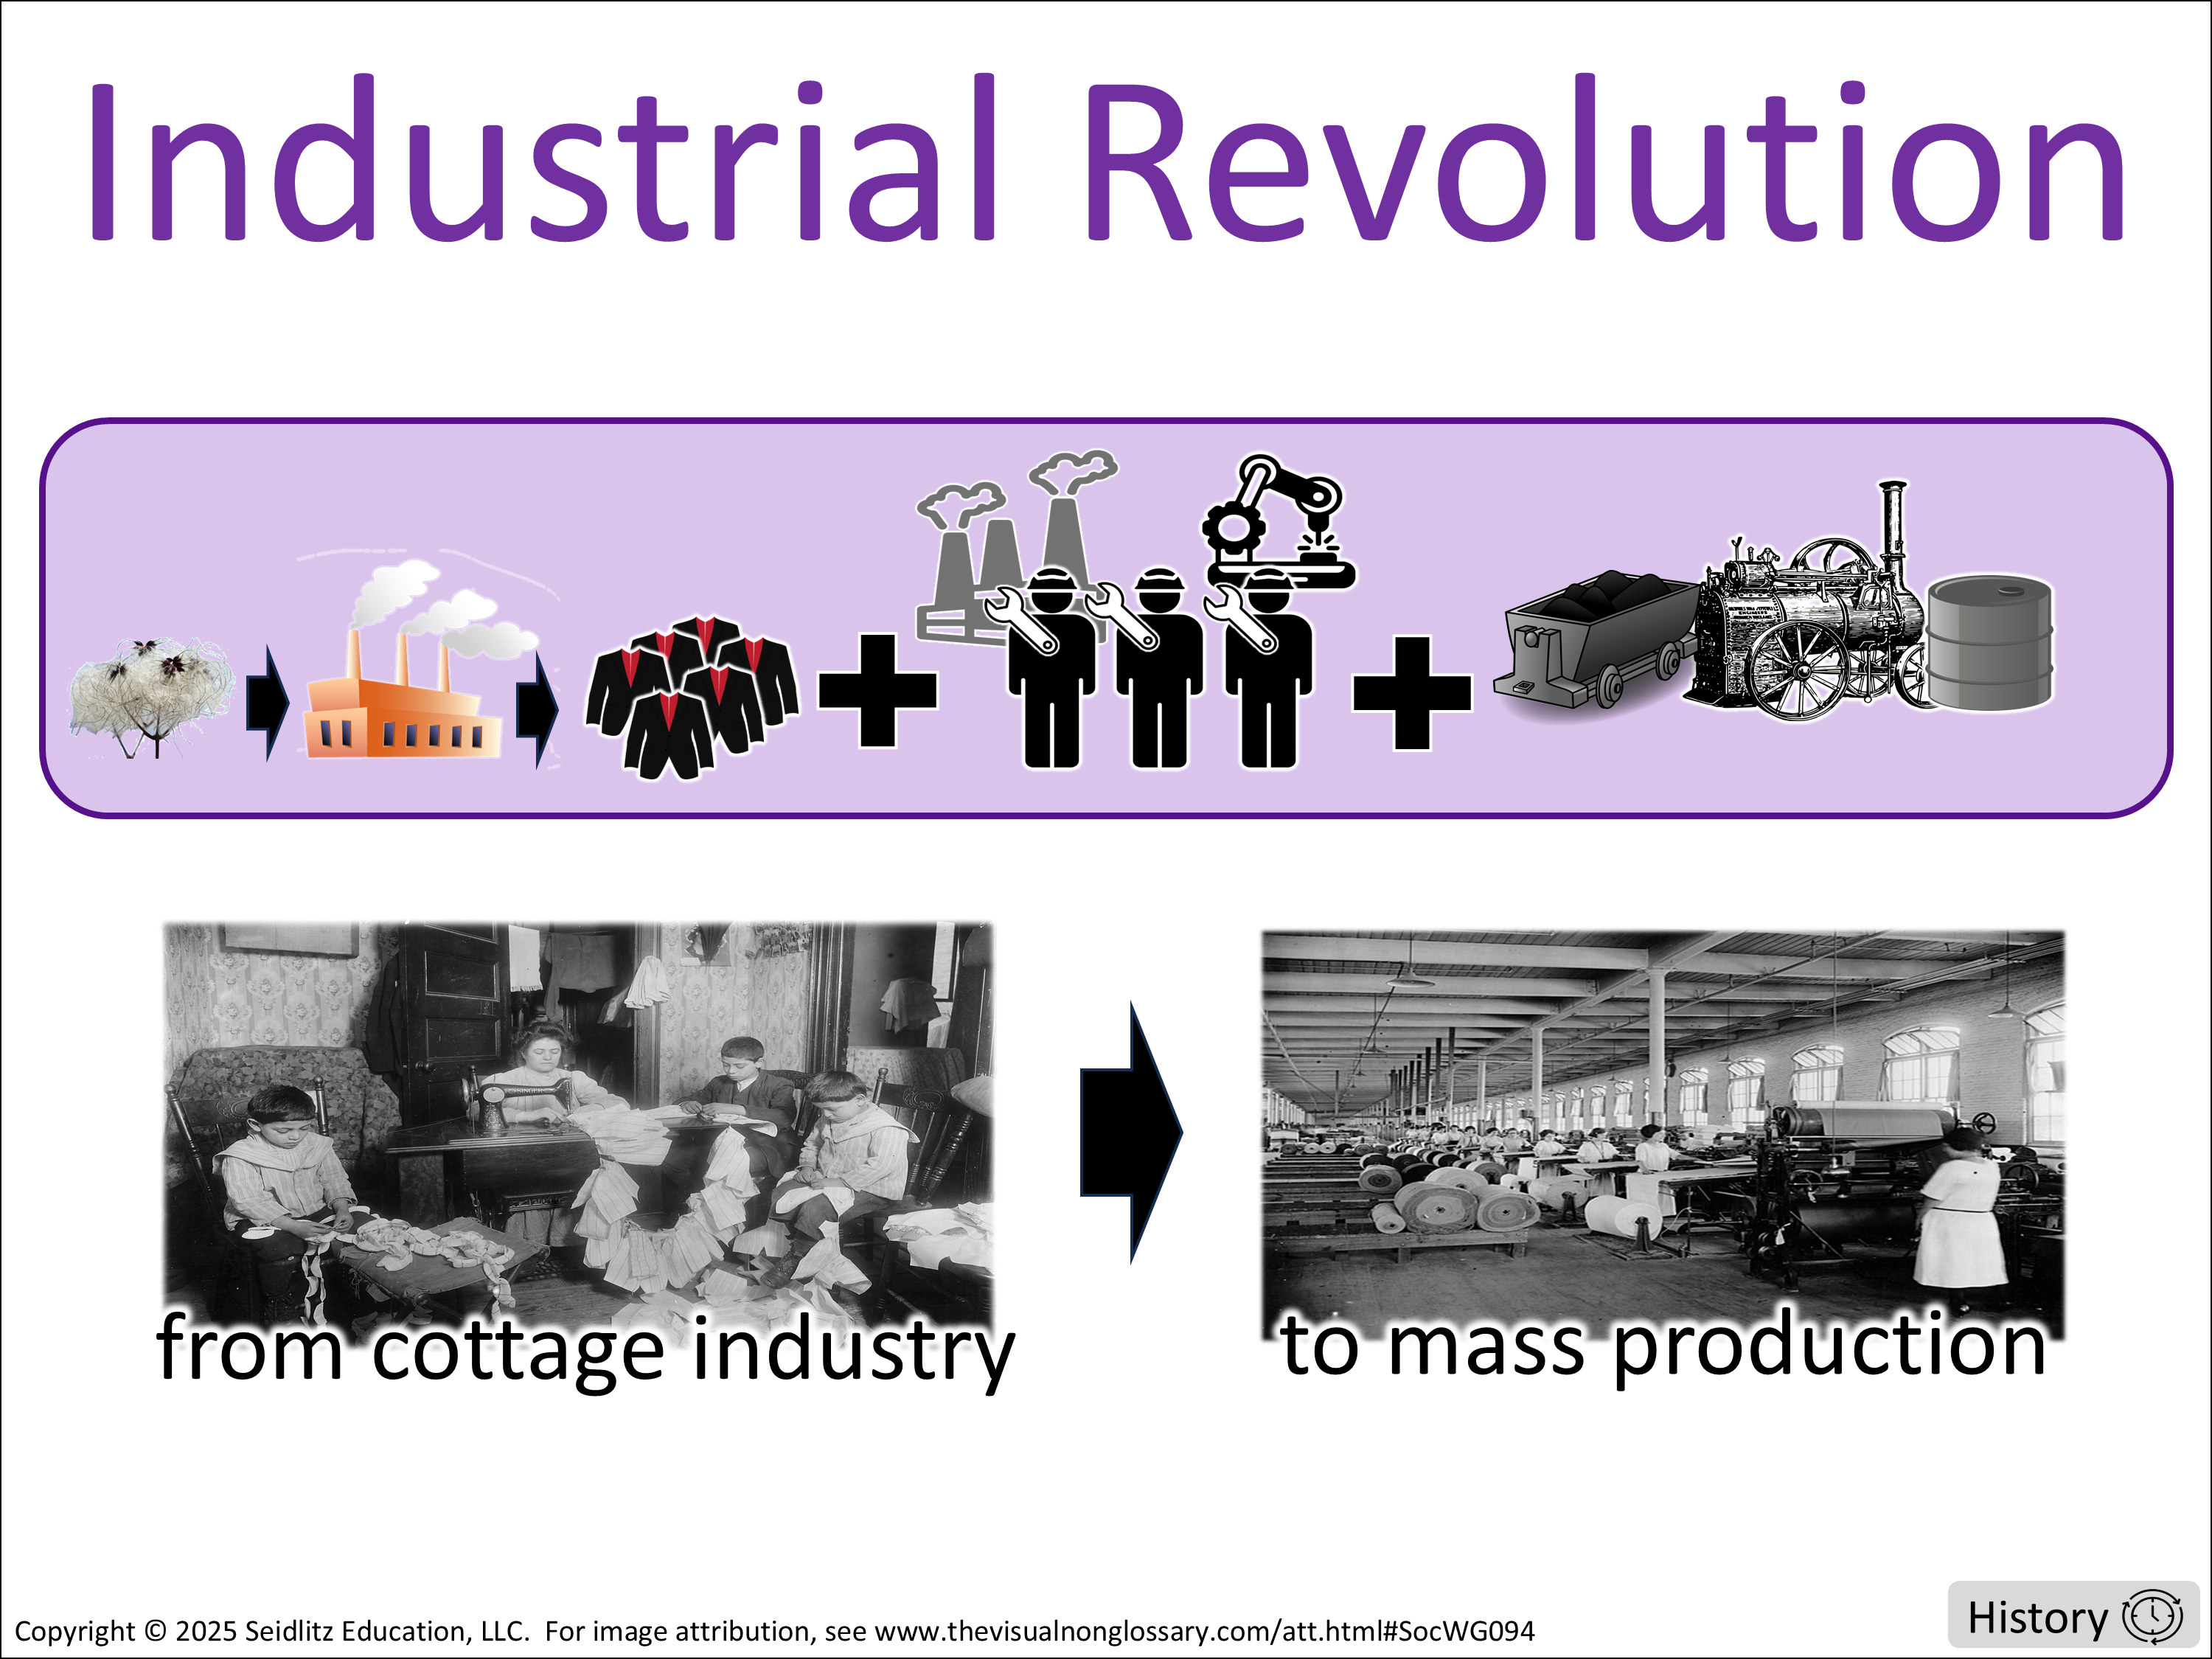 Industrial Revolution
from cottage industry
to mass production
Copyright © 2025 Seidlitz Education, LLC.  For image attribution, see www.thevisualnonglossary.com/att.html#SocWG094
History